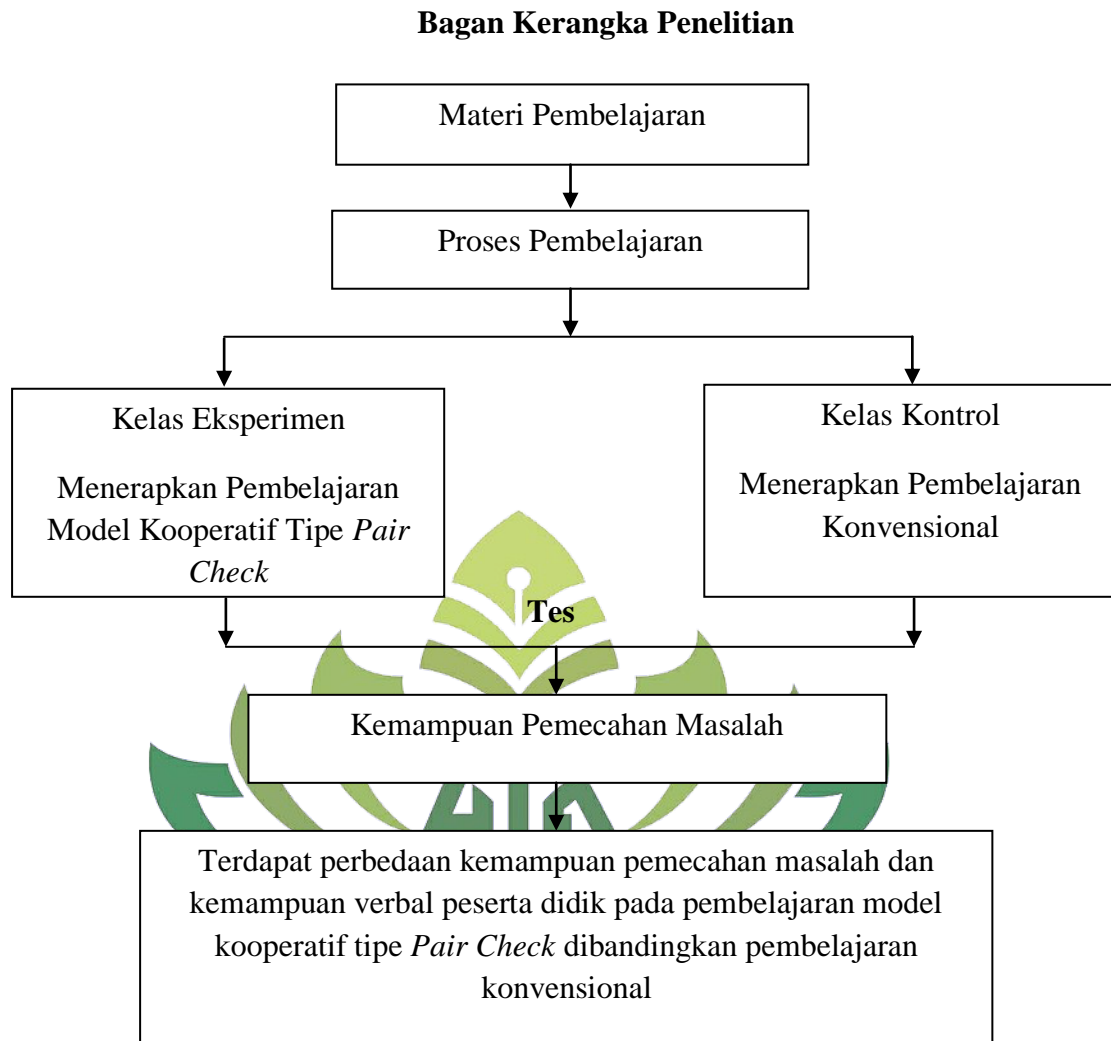 Bagan Kerangka Penelitian
Materi Pembelajaran
Proses Pembelajaran
Kelas Eksperimen
Menerapkan Pembelajaran
Model Kooperatif Tipe Pair
Check
Kelas Kontrol
Menerapkan Pembelajaran
Konvensional
Tes
Kemampuan Pemecahan Masalah
Terdapat perbedaan kemampuan pemecahan masalah dan
kemampuan verbal peserta didik pada pembelajaran model
kooperatif tipe Pair Check dibandingkan pembelajaran
konvensional